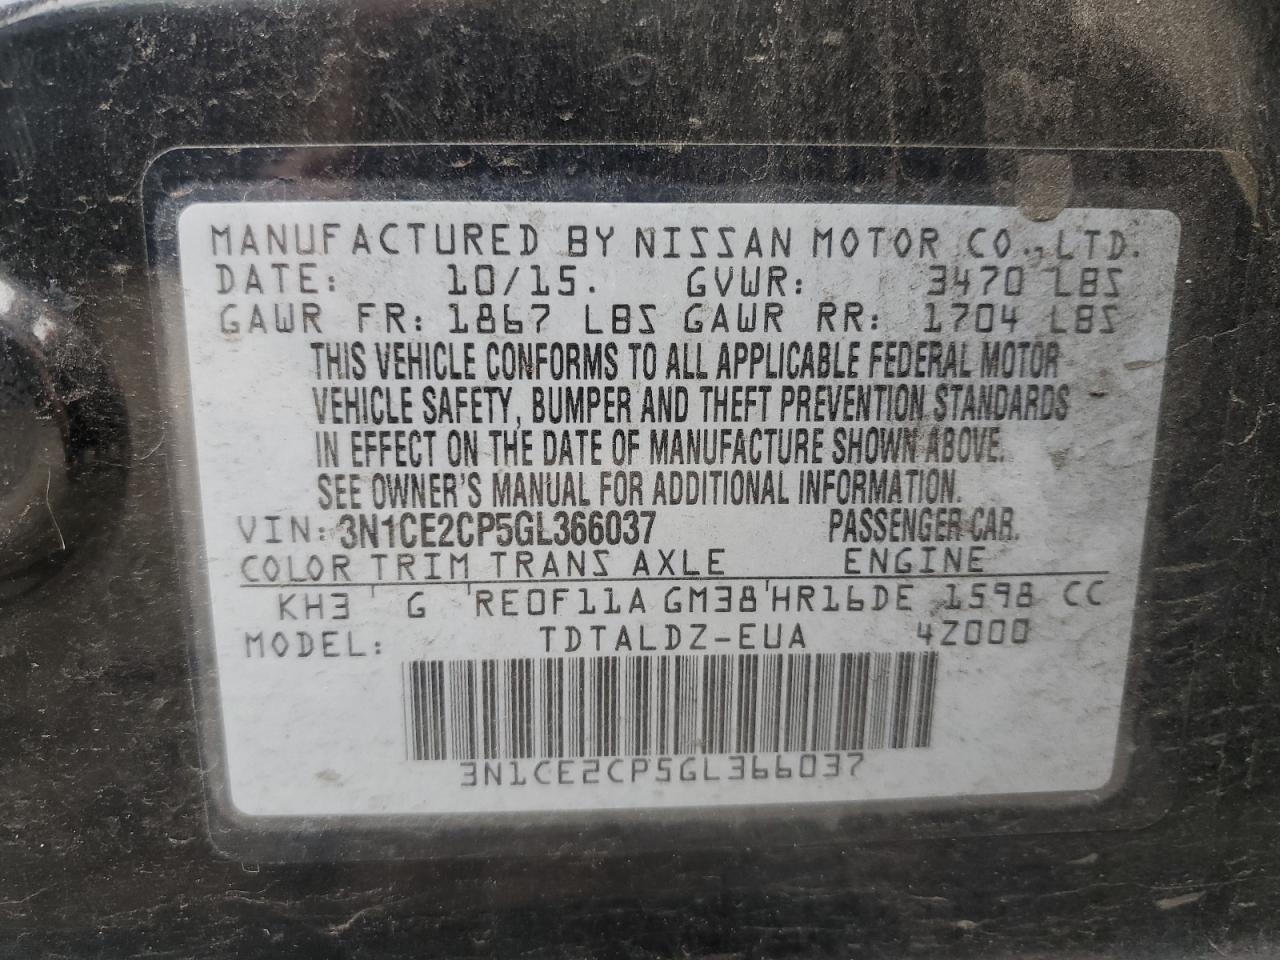 MANUFACTURED BY NISSAN MOTOR CO., LTD.
DATE: 10/15. GVWR: 3470 LBS
GAWR FR: 1867 LBS GAWR RR: 1704 LBS
THIS VEHICLE CONFORMS TO ALL APPLICABLE FEDERAL MOTOR
VEHICLE SAFETY, BUMPER AND THEFT PREVENTION STANDARDS
IN EFFECT ON THE DATE OF MANUFACTURE SHOWN ABOVE.
SEE OWNER'S MANUAL FOR ADDITIONAL INFORMATION.
VIN: 3N1CE2CP5GL366037 PASSENGER CAR.
COLOR TRIM TRANS AXLE ENGINE
KH3 ' G ' RE0F11A GM38 ' HR16DE 1598 CC
MODEL: TDTALDZ-EUA 4Z000
3N1CE2CP5GL366037